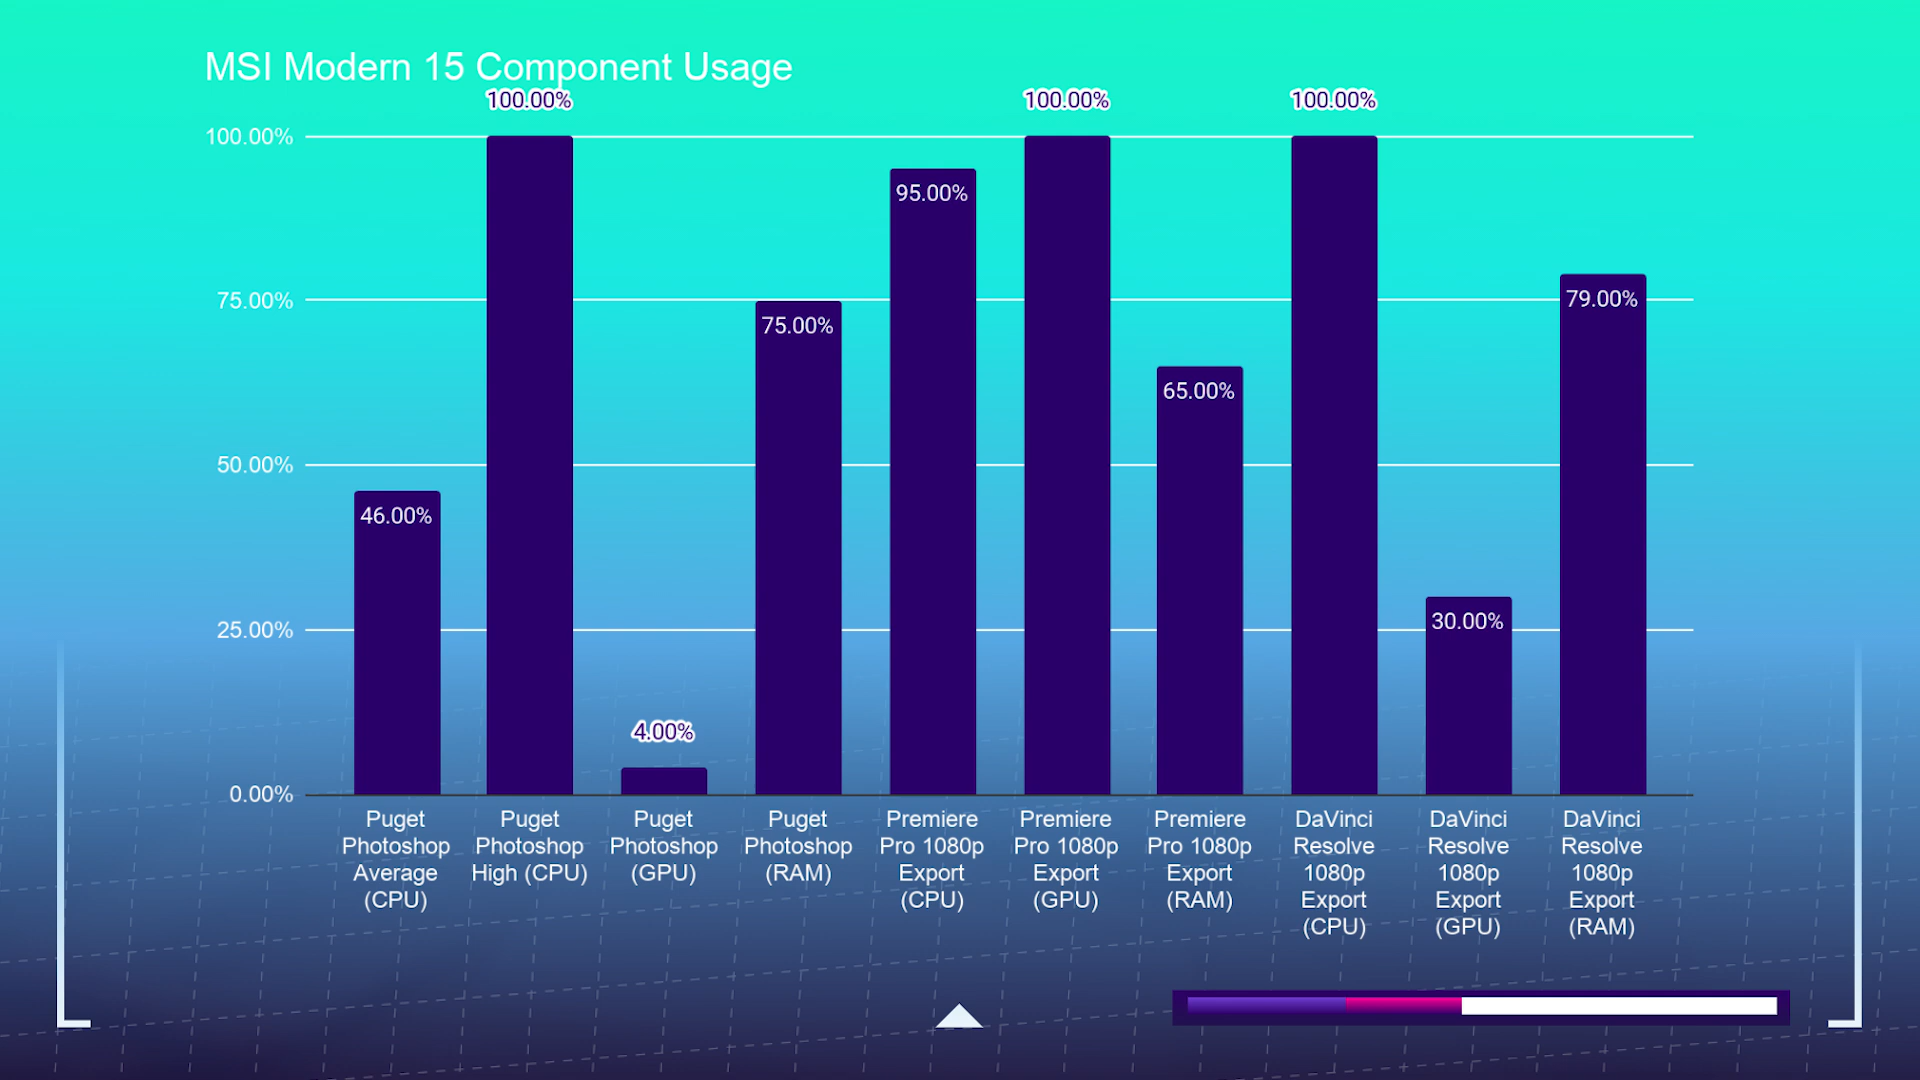 MSI Modern 15 Component Usage
100.00%
100.00%
100.00%
100.00%
95.00%
75.00%
75.00%
79.00%
65.00%
50.00%
46.00%
30.00%
25.00%
4.00%
0.00%
Puget
Photoshop
Average
(CPU)
Puget
Photoshop
High (CPU)
Puget
Photoshop
(GPU)
Puget
Photoshop
(RAM)
Premiere
Pro 1080p
Export
(CPU)
Premiere
Pro 1080p
Export
(GPU)
Premiere
Pro 1080p
Export
(RAM)
DaVinci
Resolve
1080p
Export
(CPU)
DaVinci
Resolve
1080p
Export
(GPU)
DaVinci
Resolve
1080p
Export
(RAM)